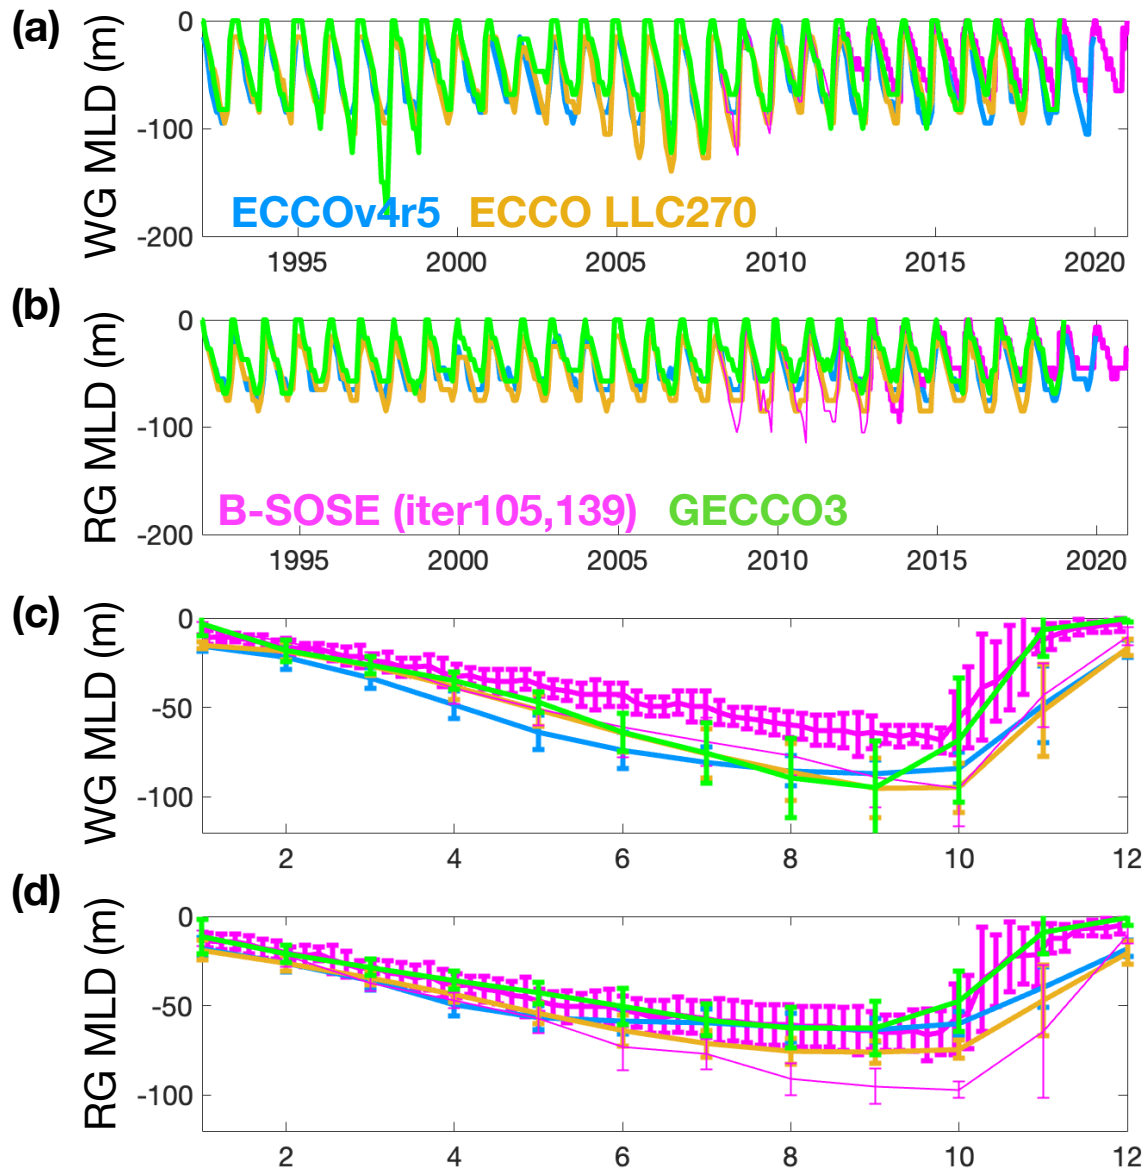 (a)
WG MLD (m)
0
-100
-200
ECCOv4r5 ECCO LLC270
1995 2000 2005 2010 2015 2020
(b)
RG MLD (m)
0
-100
-200
B-SOSE (iter105,139) GECCO3
1995 2000 2005 2010 2015 2020
(c)
WG MLD (m)
0
-50
-100
2 4 6 8 10 12
(d)
RG MLD (m)
0
-50
-100
2 4 6 8 10 12